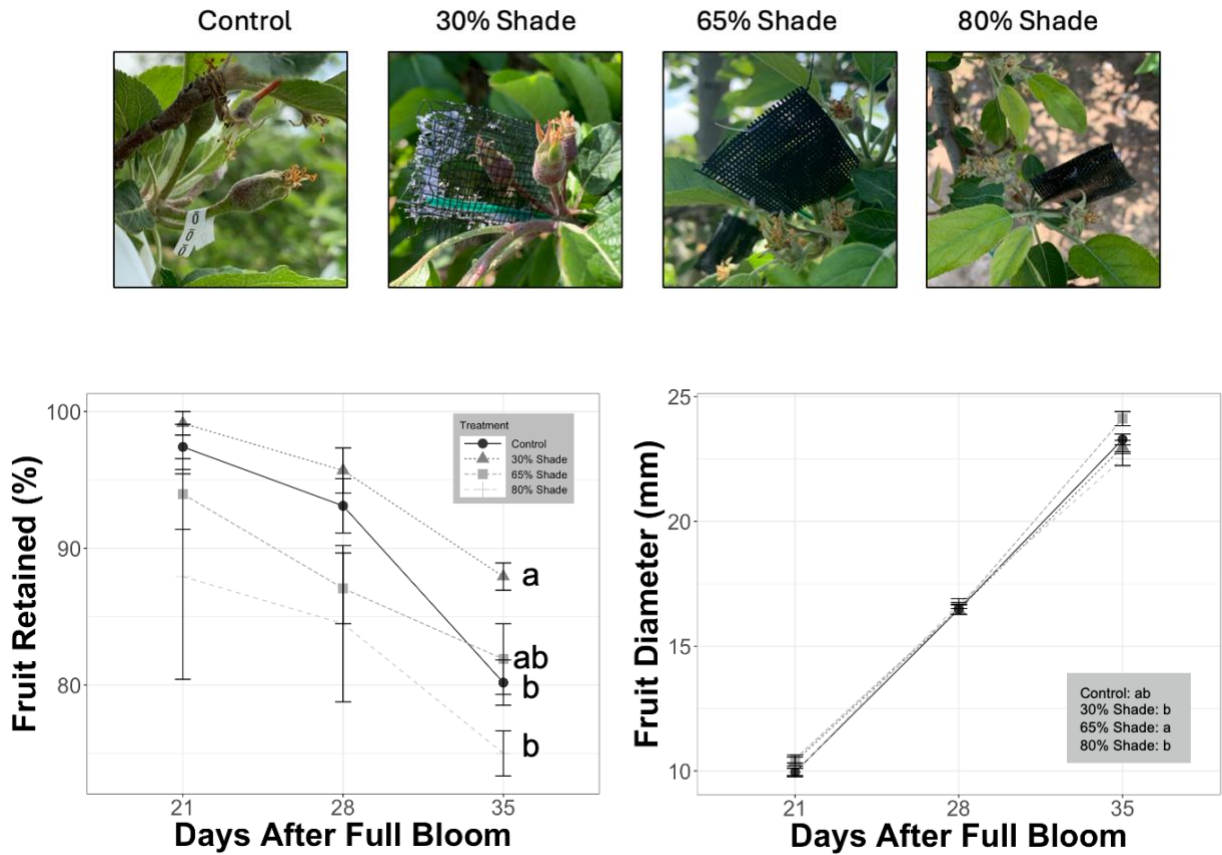 Control
30% Shade
65% Shade
80% Shade
100
90
80
Fruit Retained (%)
Treatment
Control
30% Shade
65% Shade
80% Shade
a
ab
b
b
21
28
35
Days After Full Bloom
25
20
15
10
Fruit Diameter (mm)
Control: ab
30% Shade: b
65% Shade: a
80% Shade: b
21
28
35
Days After Full Bloom